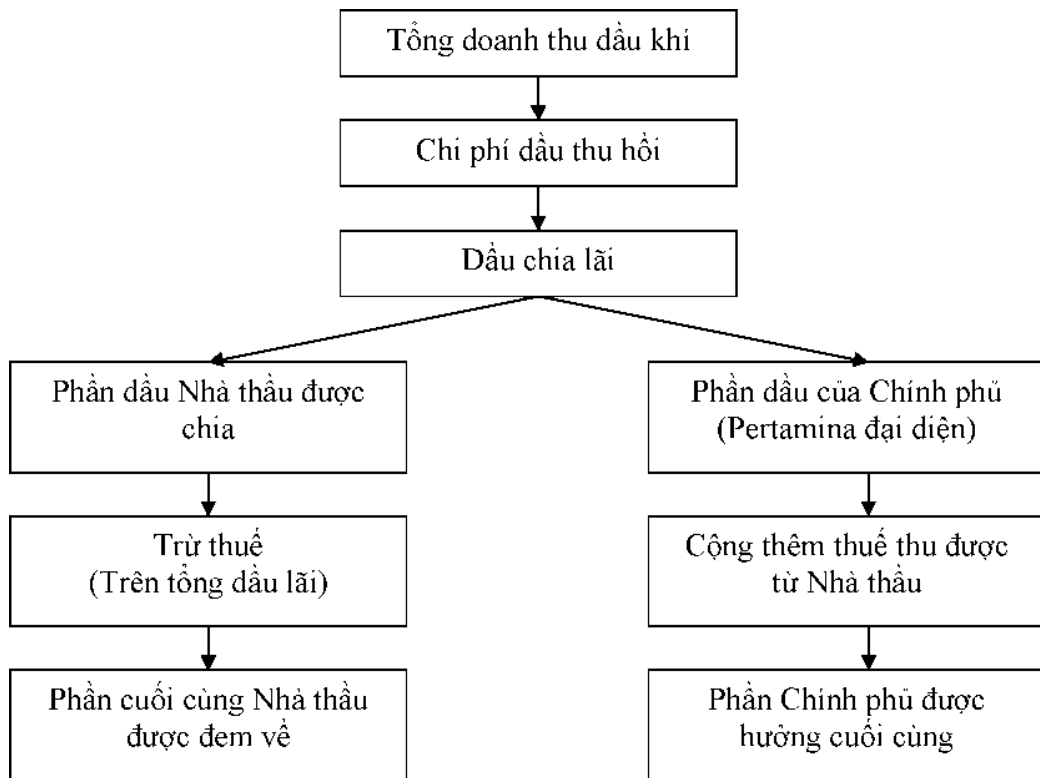 Tổng doanh thu dầu khí
Chi phí dầu thu hồi
Dầu chia lãi
Phần dầu Nhà thầu được
chia
Phần dầu của Chính phủ
(Pertamina đại diện)
Trừ thuế
(Trên tổng dầu lãi)
Cộng thêm thuế thu được
từ Nhà thầu
Phần cuối cùng Nhà thầu
được đem về
Phần Chính phủ được
hưởng cuối cùng